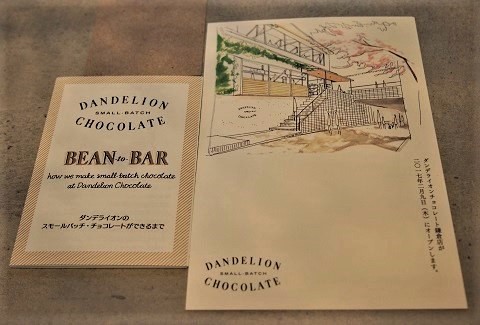 DANDELION
SMALL-BATCH
CHOCOLATE
BEAN-to-BAR
how we make small-batch chocolate
at Dandelion Chocolate
ダンデライオンの
スモールバッチ・チョコレートができるまで
ダンデライオンチョコレート鎌倉店が
二〇一七年二月九日(木)にオープンします。
DANDELION
SMALL-BATCH
CHOCOLATE